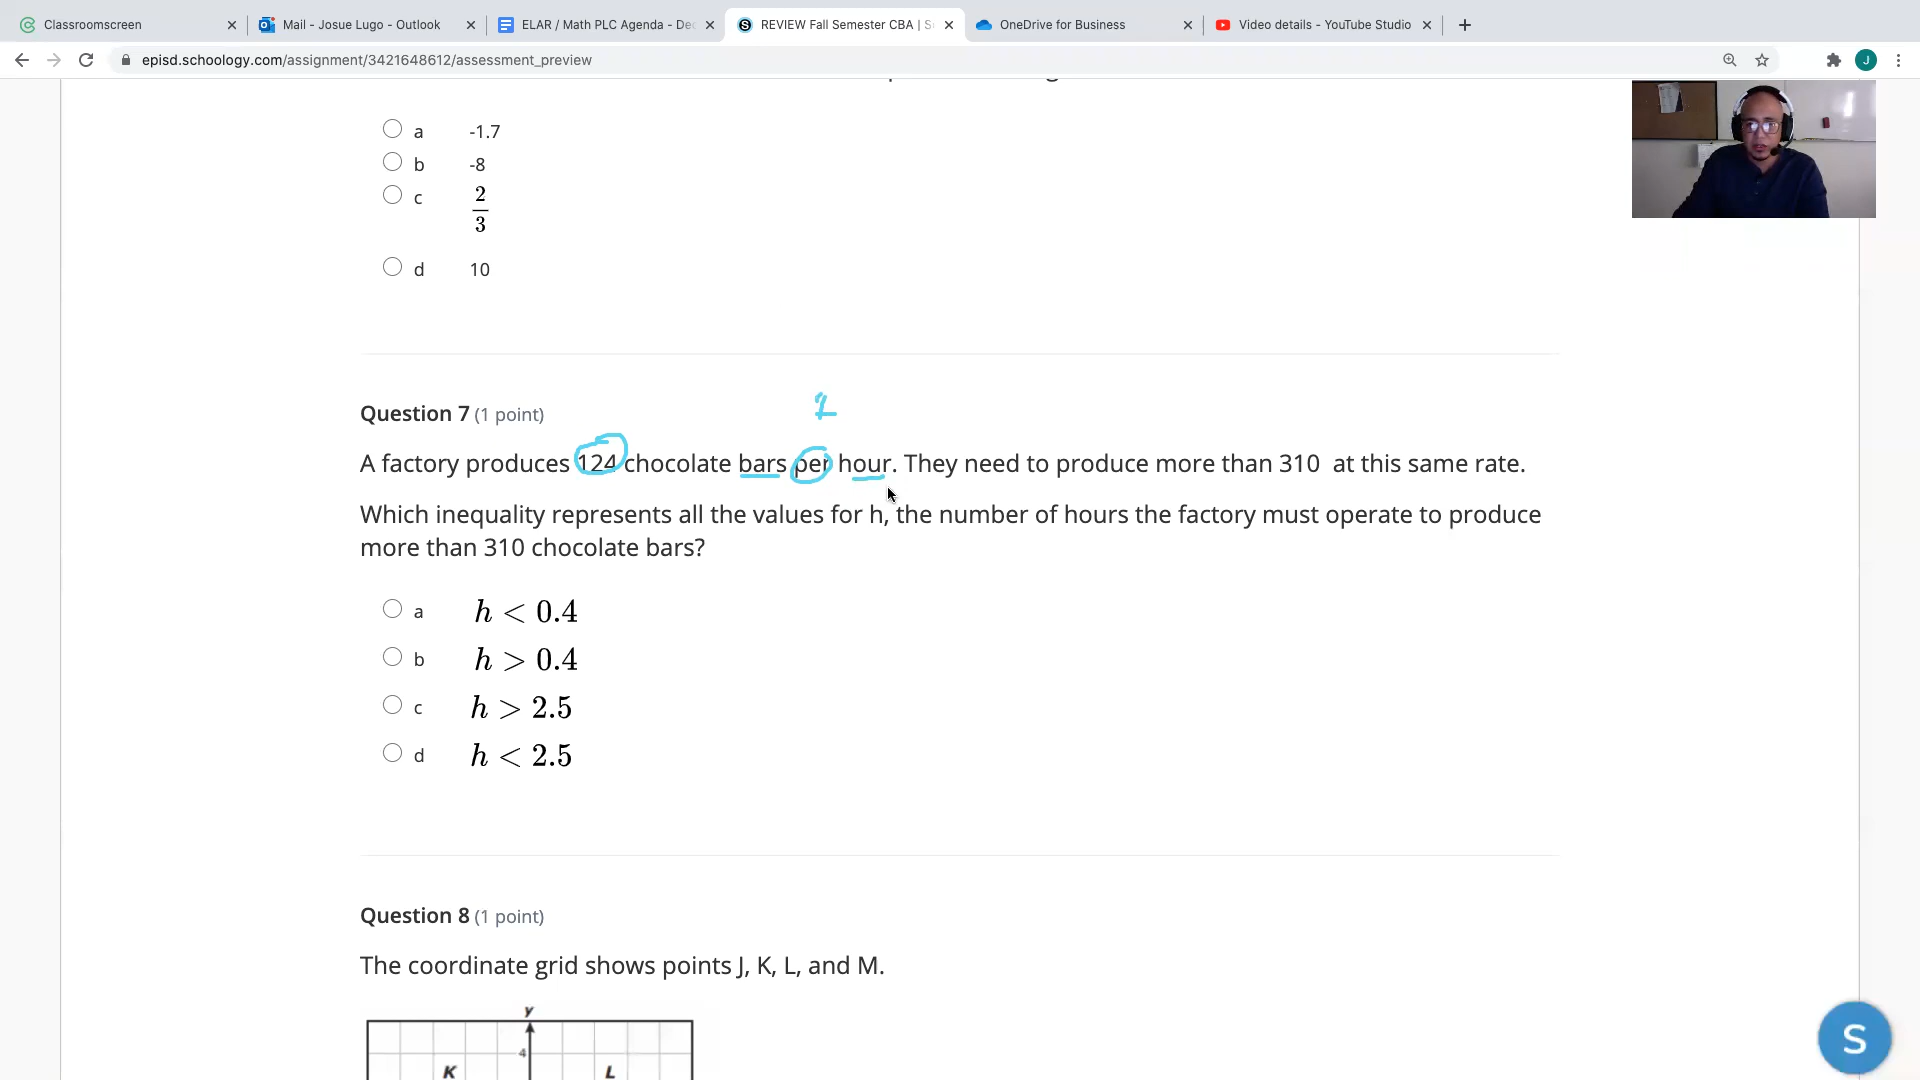 Classroomscreen
Mail - Josue Lugo - Outlook
ELAR / Math PLC Agenda - Dec
REVIEW Fall Semester CBA | S
OneDrive for Business
Video details - YouTube Studio
episd.schoology.com/assignment/3421648612/assessment_preview
J
a -1.7
b -8
c 2/3
d 10
1
Question 7 (1 point)
A factory produces 124 chocolate bars per hour. They need to produce more than 310 at this same rate.
Which inequality represents all the values for h, the number of hours the factory must operate to produce
more than 310 chocolate bars?
a h < 0.4
b h > 0.4
c h > 2.5
d h < 2.5
Question 8 (1 point)
The coordinate grid shows points J, K, L, and M.
y
4
K L
S